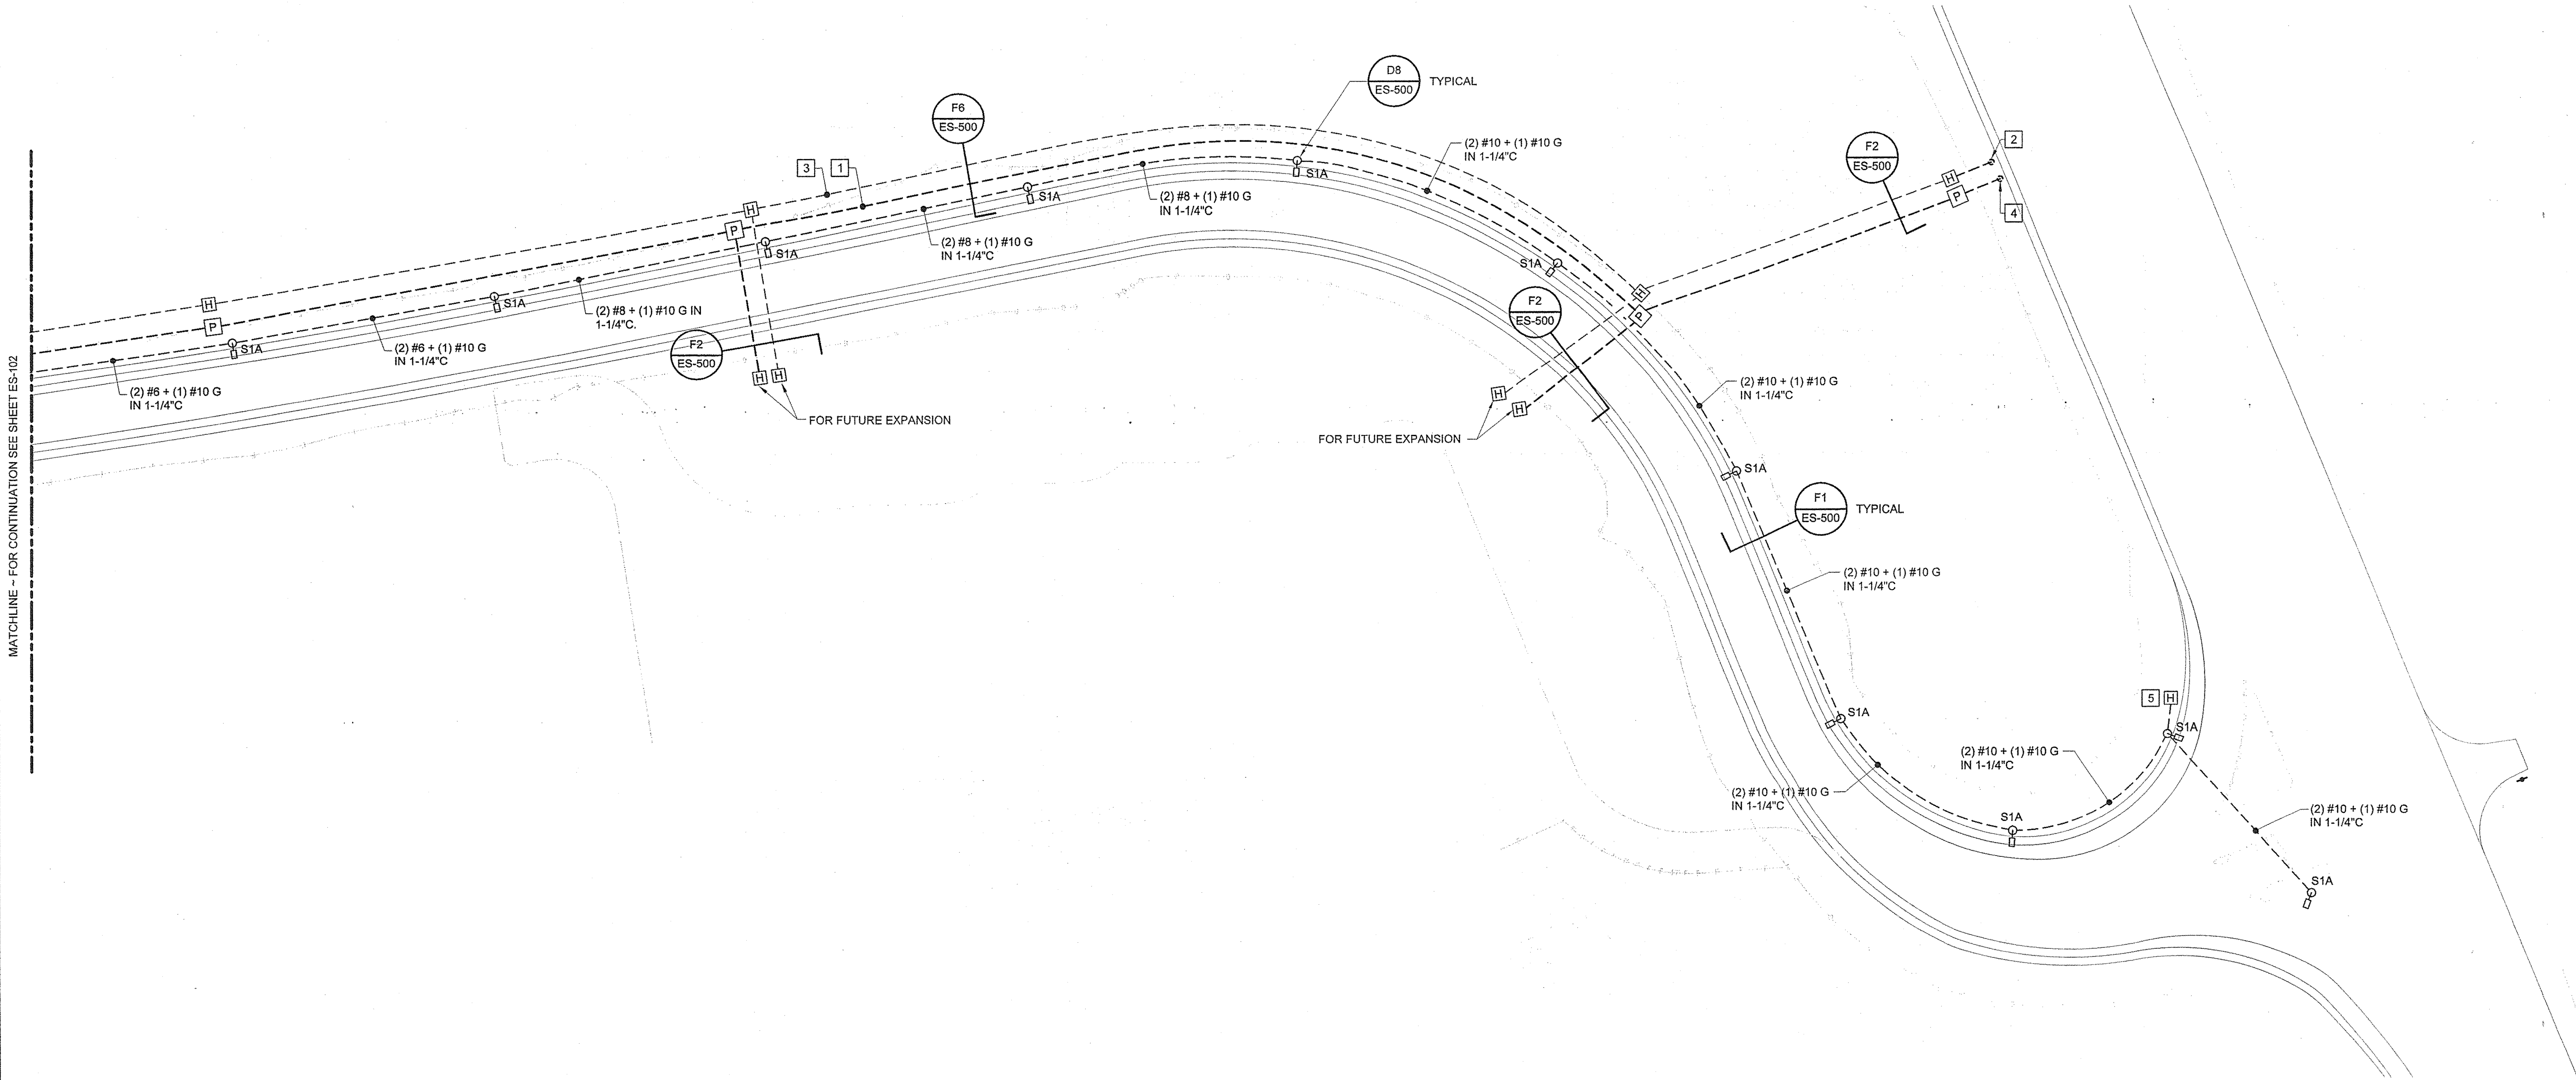 MATCHLINE ~ FOR CONTINUATION SEE SHEET ES-102
D8
ES-500
TYPICAL
F6
ES-500
3
1
(2) #10 + (1) #10 G
IN 1-1/4"C
F2
ES-500
2
H
P
4
H
P
S1A
S1A
(2) #8 + (1) #10 G
IN 1-1/4"C
(2) #8 + (1) #10 G
IN 1-1/4"C
S1A
S1A
H
P
S1A
(2) #8 + (1) #10 G IN
1-1/4"C.
F2
ES-500
H
P
S1A
(2) #6 + (1) #10 G
IN 1-1/4"C
(2) #6 + (1) #10 G
IN 1-1/4"C
H
H
FOR FUTURE EXPANSION
H
P
F2
ES-500
H
H
FOR FUTURE EXPANSION
(2) #10 + (1) #10 G
IN 1-1/4"C
S1A
F1
ES-500
TYPICAL
(2) #10 + (1) #10 G
IN 1-1/4"C
S1A
5
H
S1A
(2) #10 + (1) #10 G
IN 1-1/4"C
(2) #10 + (1) #10 G
IN 1-1/4"C
S1A
(2) #10 + (1) #10 G
IN 1-1/4"C
S1A